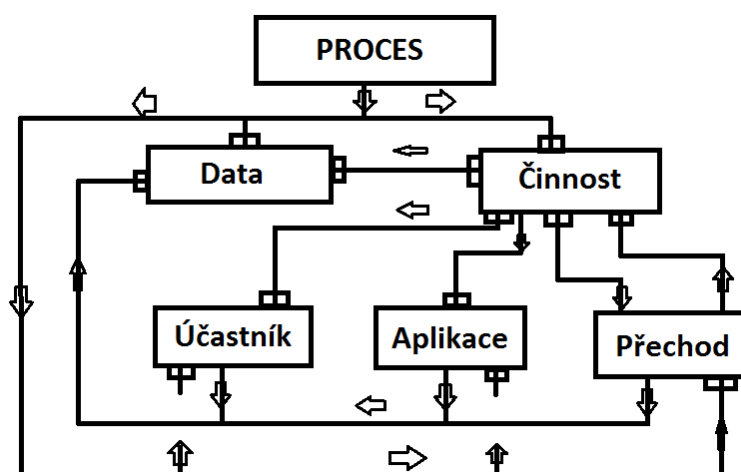 PROCES
Data
Činnost
Účastník
Aplikace
Přechod